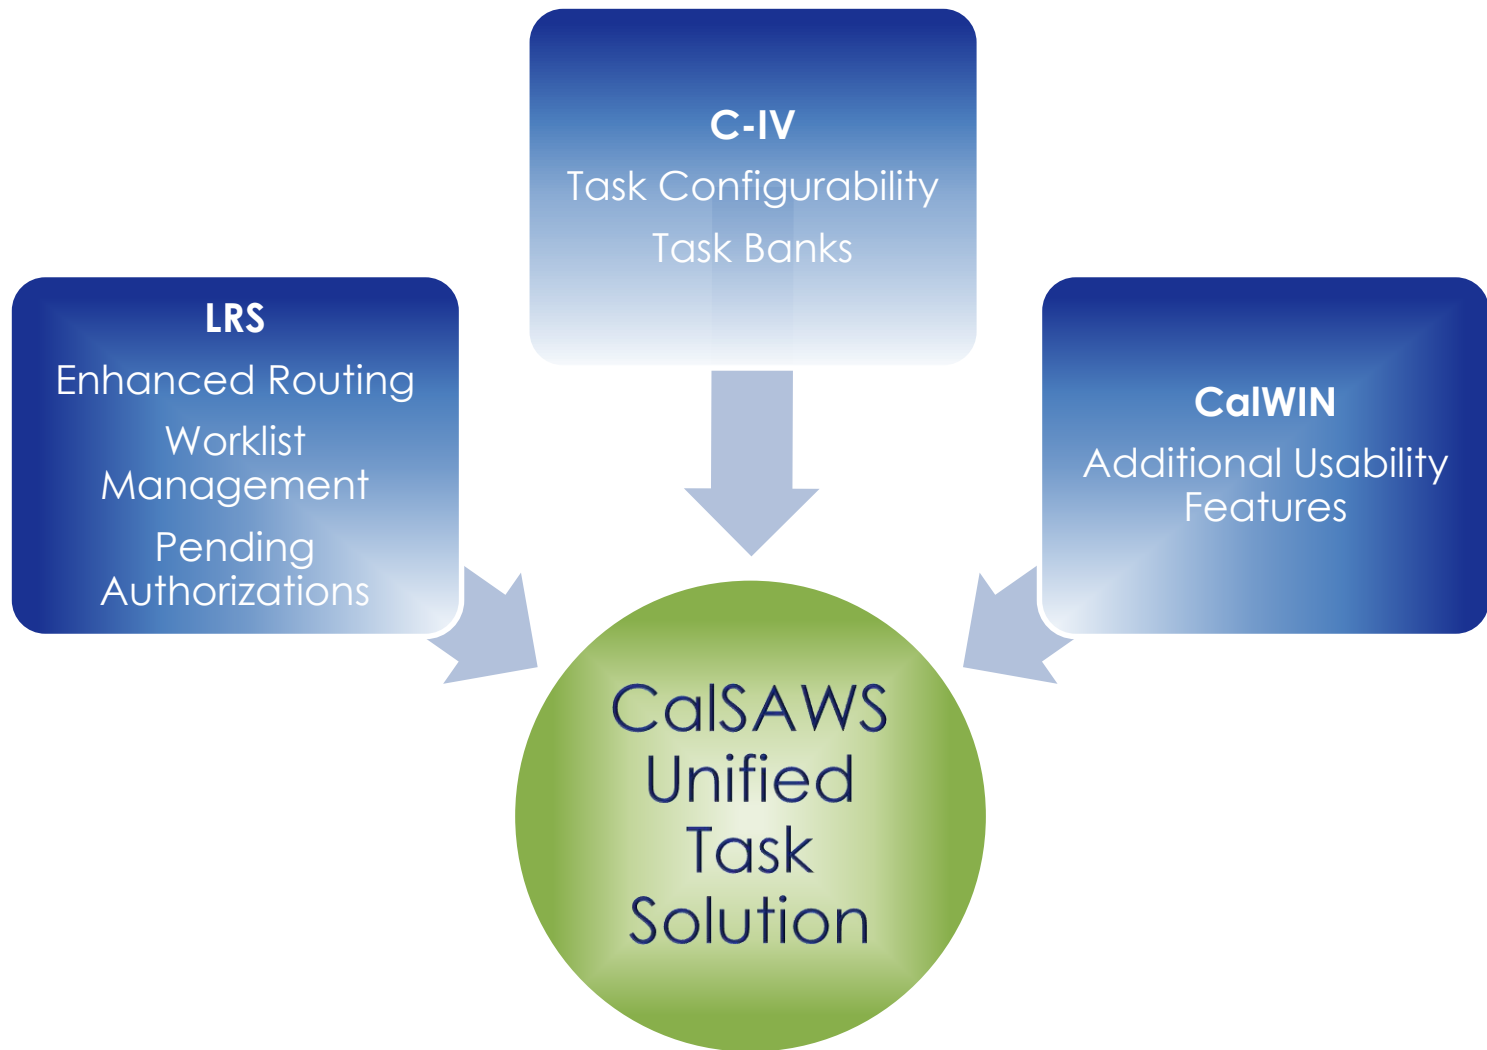 C-IV
Task Configurability
Task Banks
LRS
Enhanced Routing
Worklist
Management
Pending
Authorizations
CalWIN
Additional Usability
Features
CalSAWS
Unified
Task
Solution